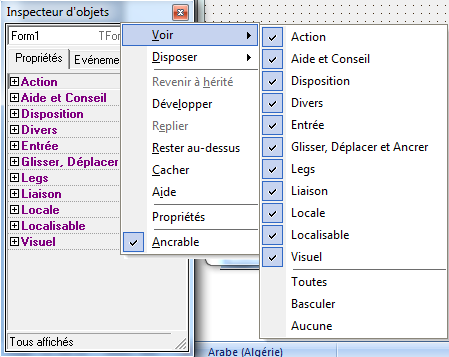 Inspecteur d'objets
Form1 TFor
Propriétés Evéneme
Action
Aide et Conseil
Disposition
Divers
Entrée
Glisser, Déplacer
Legs
Liaison
Locale
Localisable
Visuel
Tous affichés
Voir
Disposer
Revenir à hérité
Développer
Replier
Rester au-dessus
Cacher
Aide
Propriétés
Ancrable
Action
Aide et Conseil
Disposition
Divers
Entrée
Glisser, Déplacer et Ancrer
Legs
Liaison
Locale
Localisable
Visuel
Toutes
Basculer
Aucune
Arabe (Algérie)